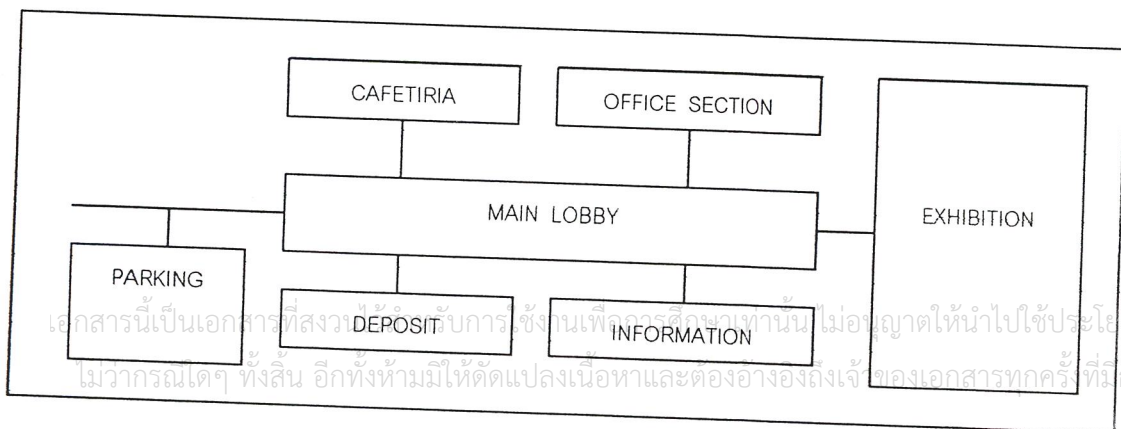 CAFETIRIA
OFFICE SECTION
MAIN LOBBY
EXHIBITION
PARKING
DEPOSIT
INFORMATION
เอกสารนี้เป็นเอกสารที่สงวนไว้สำหรับการใช้งานเพื่อการศึกษาเท่านั้น ไม่อนุญาตให้นำไปใช้ประโย
ไม่ว่ากรณีใดๆ ทั้งสิ้น อีกทั้งห้ามมิให้ดัดแปลงเนื้อหาและต้องอ้างอิงถึงเจ้าของเอกสารทุกครั้งที่มี